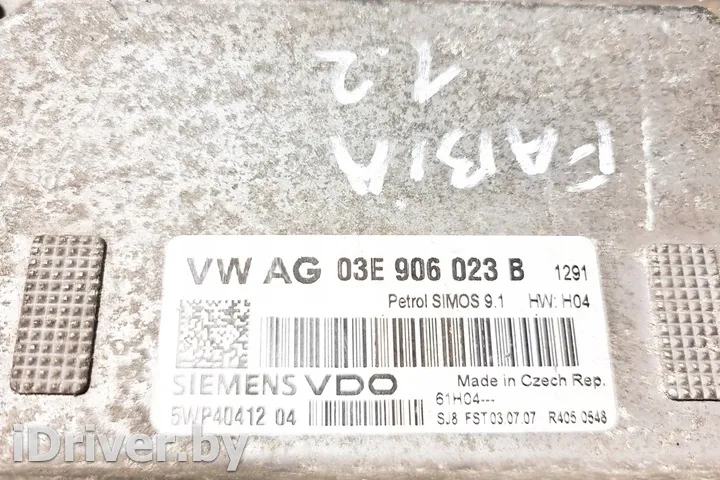 FABIA
1.2
VW AG 03E 906 023 B 1291
Petrol SIMOS 9.1 HW: H04
SIEMENS VDO
Made in Czech Rep.
61H04---
5WP40412 04
SJ8 FST 03.07.07 R405 0548
iDriver.by